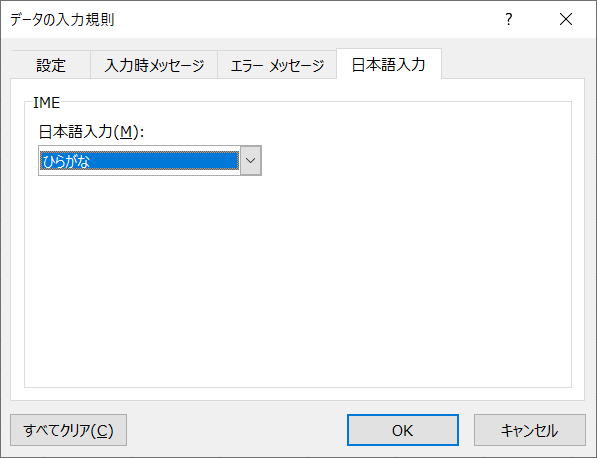 データの入力規則
?
設定 入力時メッセージ エラー メッセージ 日本語入力
IME
日本語入力(M):
ひらがな
すべてクリア(C) OK キャンセル